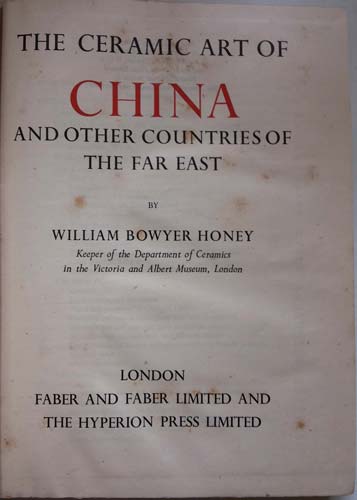 THE CERAMIC ART OF
CHINA
AND OTHER COUNTRIES OF
THE FAR EAST
BY
WILLIAM BOWYER HONEY
Keeper of the Department of Ceramics
in the Victoria and Albert Museum, London
LONDON
FABER AND FABER LIMITED AND
THE HYPERION PRESS LIMITED